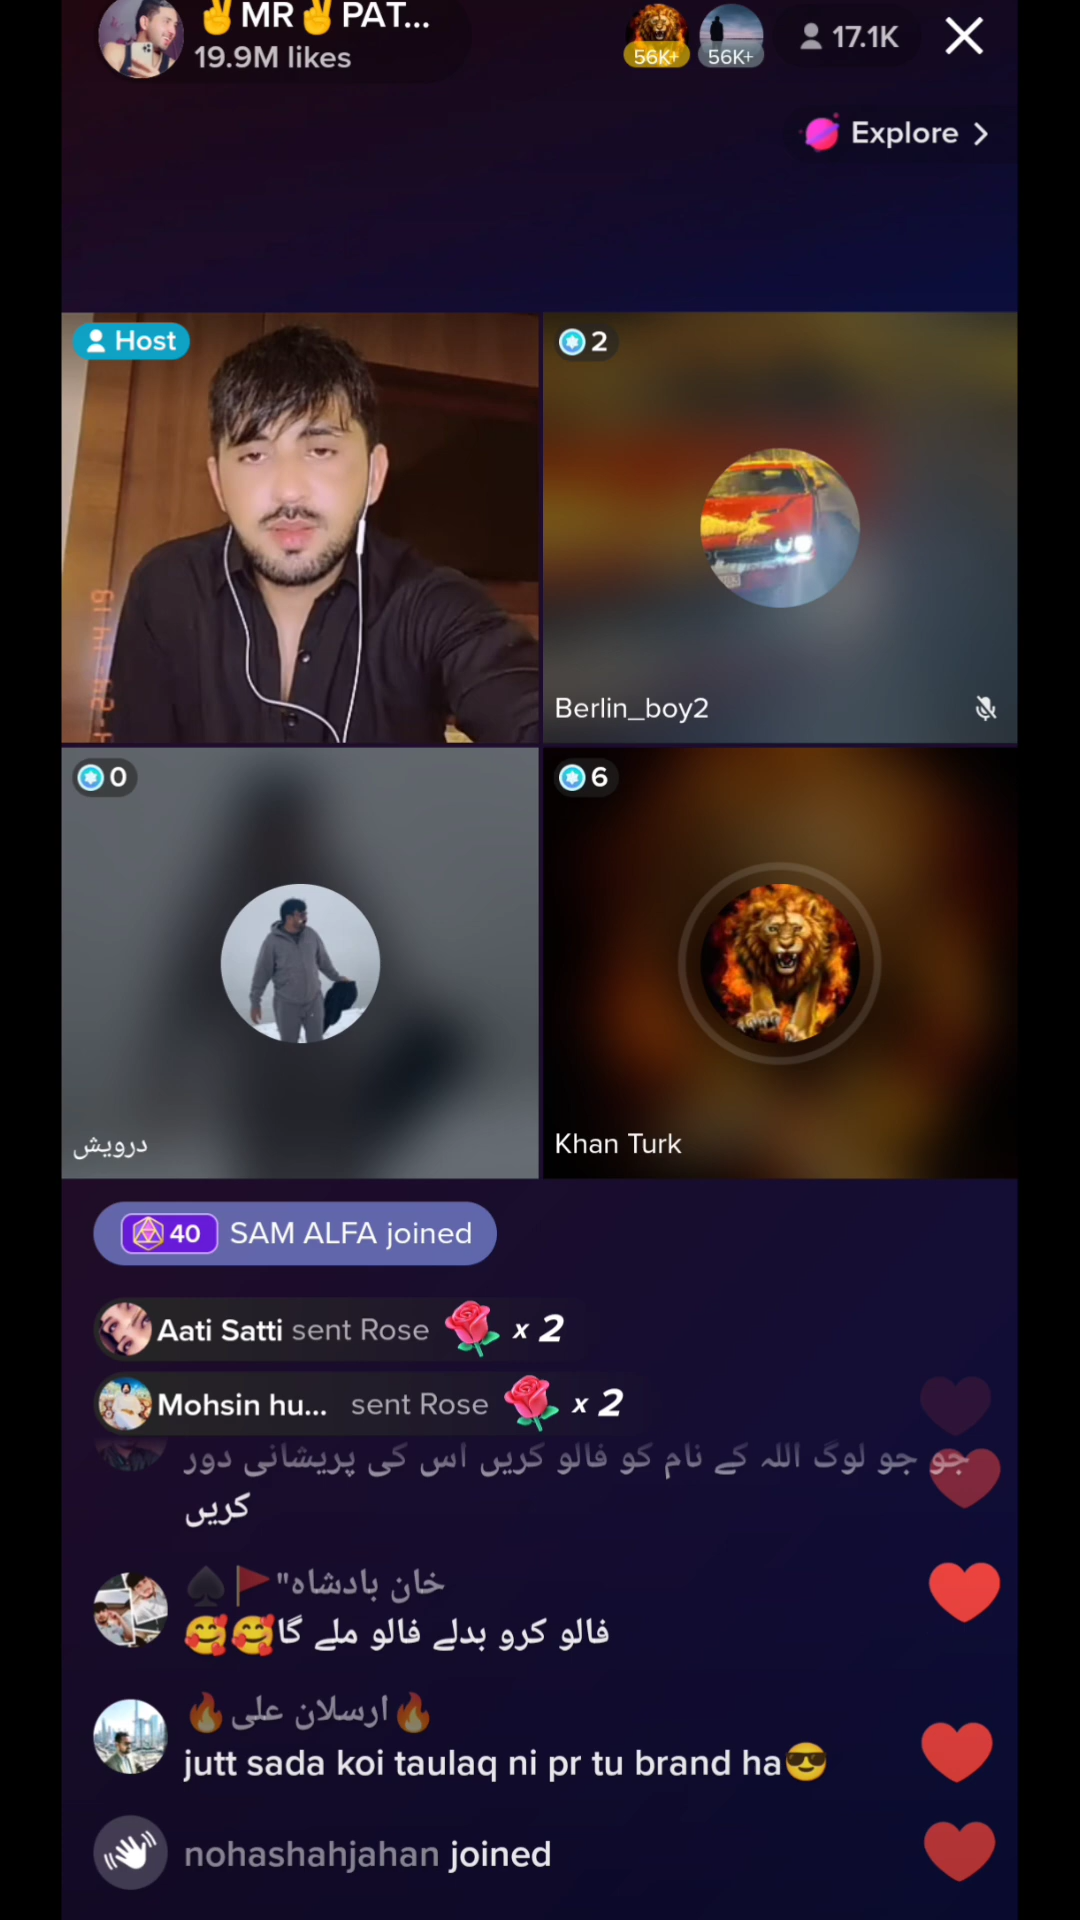 ✌️MR✌️PAT...
19.9M likes
56K+
56K+
17.1K
Explore
Host
2
Berlin_boy2
0
درویش
6
Khan Turk
40 SAM ALFA joined
Aati Satti sent Rose x 2
Mohsin hu... sent Rose x 2
جو جو لوگ اللہ کے نام کو فالو کریں اس کی پریشانی دور
کریں
خان بادشاہ"🚩♠️
فالو کرو بدلے فالو ملے گا🥰🥰
🔥ارسلان علی🔥
jutt sada koi taulaq ni pr tu brand ha😎
nohashahjahan joined